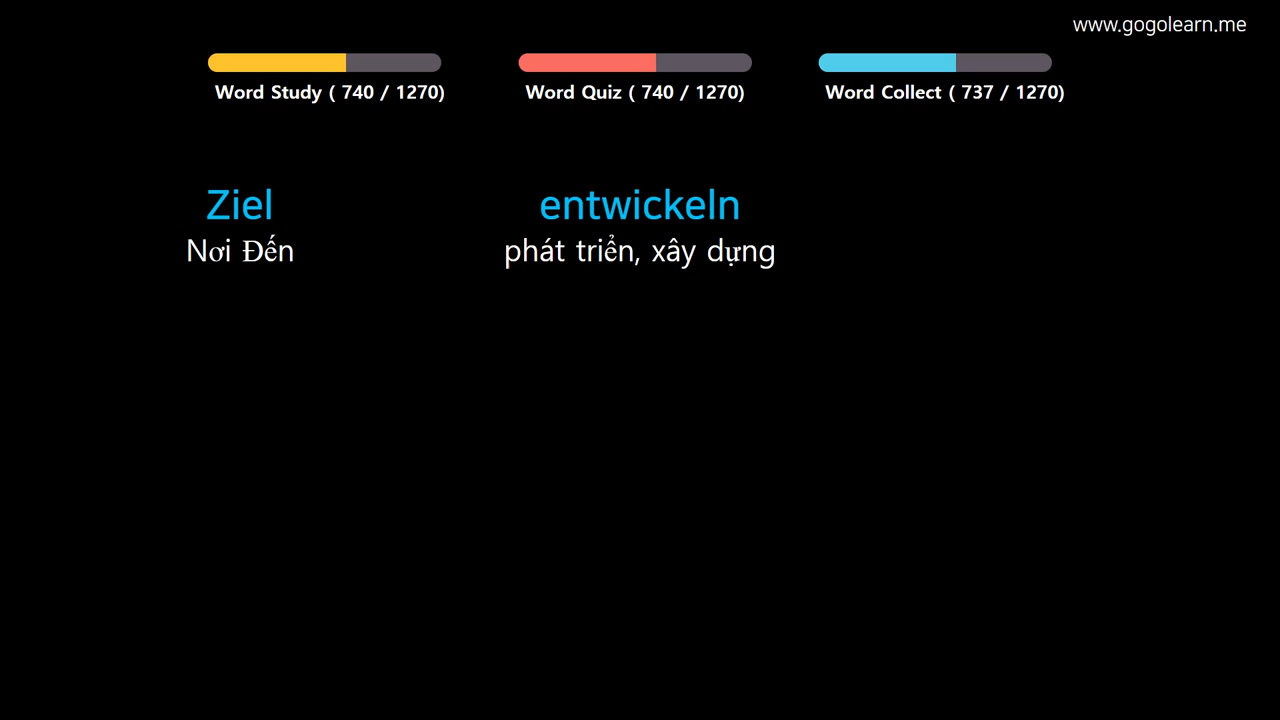 www.gogolearn.me
Word Study ( 740 / 1270)
Word Quiz ( 740 / 1270)
Word Collect ( 737 / 1270)
Ziel
Nơi Đến
entwickeln
phát triển, xây dựng